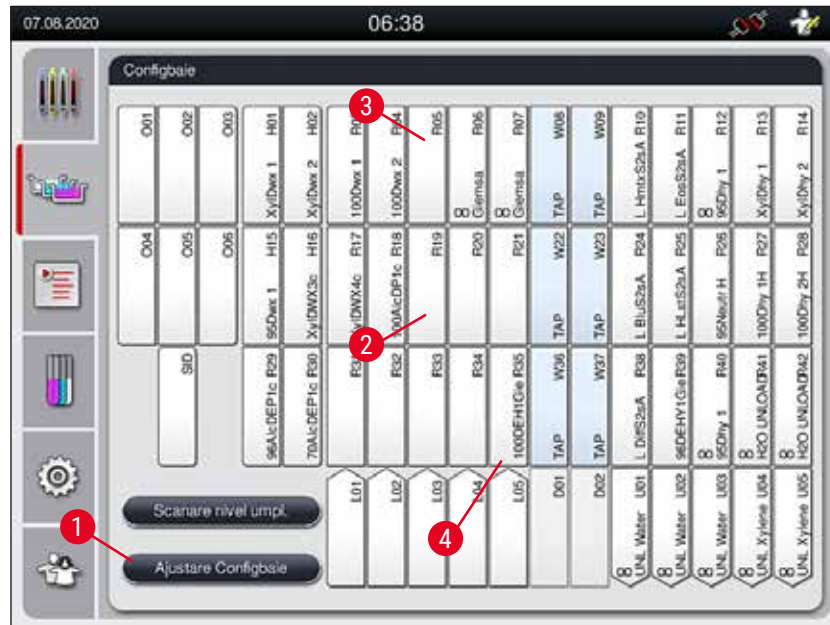 07.08.2020
06:38
Configbaie
O01
O02
O03
H01 XylDwx 1
H02 XylDwx 2
100Dwx 1
R04 100Dwx 2
R05
R06 Giemsa
R07 Giemsa
W08 TAP
W09 TAP
R10 L HmtxS2sA
R11 L EosS2sA
R12 95Dhy 1
R13 XylDhy 1
R14 XylDhy 2
3
O04
O05
O06
H15 95Dwx 1
H16 XylDWX3c
R17 XylDWX4c
R18 100AlcDP1c
R19
R20
R21
W22 TAP
W23 TAP
R24 L BluS2sA
R25 L HLstS2sA
R26 95Neutr H
R27 100Dhy 1H
R28 100Dhy 2H
2
SID
R29 96AlcDEP1c
R30 70AlcDEP1c
R32
R33
R34
R35 100DEH1Gie
W36 TAP
W37 TAP
R38 L DifS2sA
R39 96DEHY1Gie
R40 95Dhy 1
R41 H2O UNLOAD
R42 H2O UNLOAD
L01
L02
L03
L04
L05
D01
D02
U01 UNL Water
U02 UNL Water
U03 UNL Water
U04 UNL Xylene
U05 UNL Xylene
4
Scanare nivel umpl.
1
Ajustare Configbaie